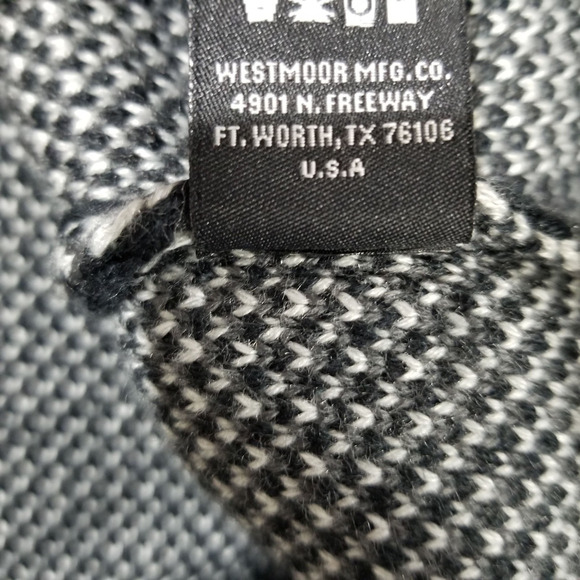 WESTMOOR MFG. CO.
4901 N. FREEWAY
FT. WORTH, TX 76106
U.S.A